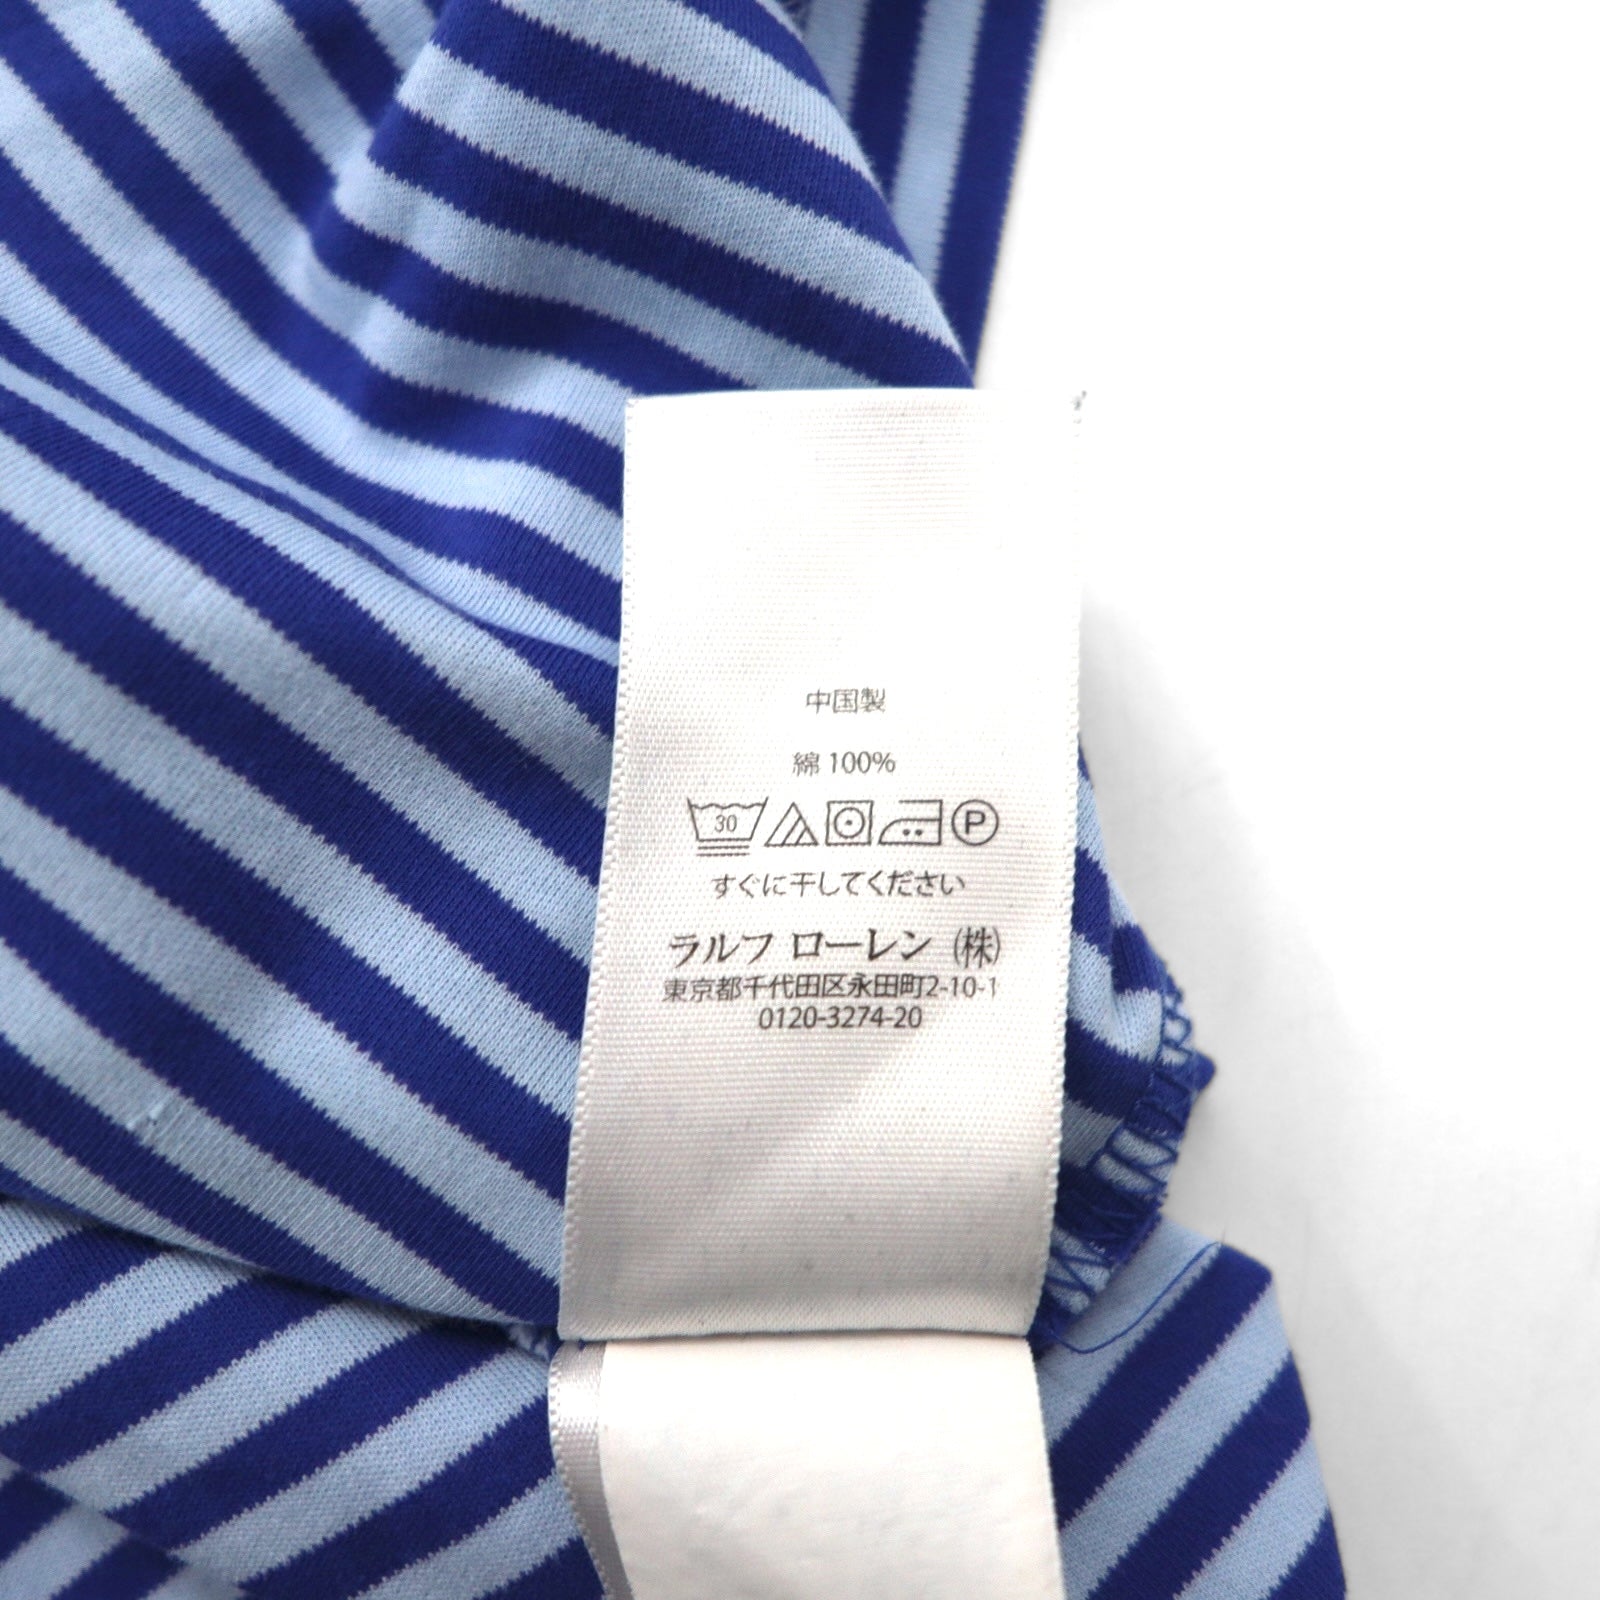 中国製
綿 100%
30
P
すぐに干してください
ラルフ ローレン (株)
東京都千代田区永田町2-10-1
0120-3274-20